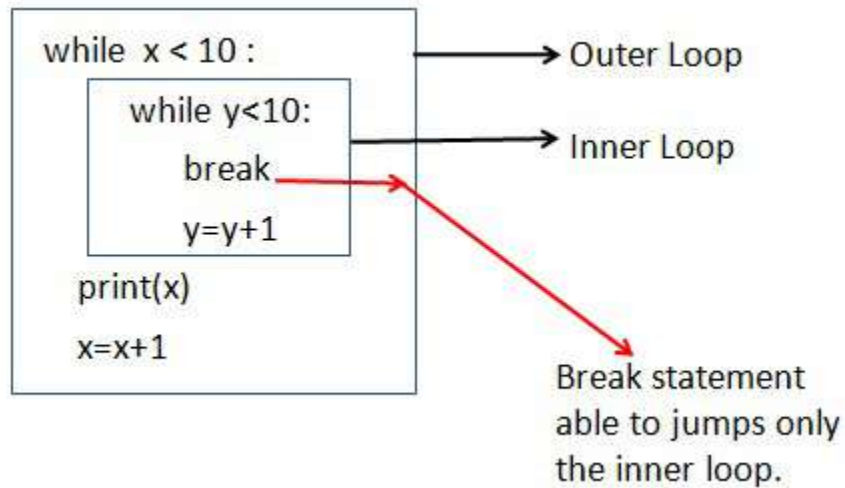 while x < 10 :
Outer Loop
while y<10:
Inner Loop
break
y=y+1
print(x)
x=x+1
Break statement
able to jumps only
the inner loop.